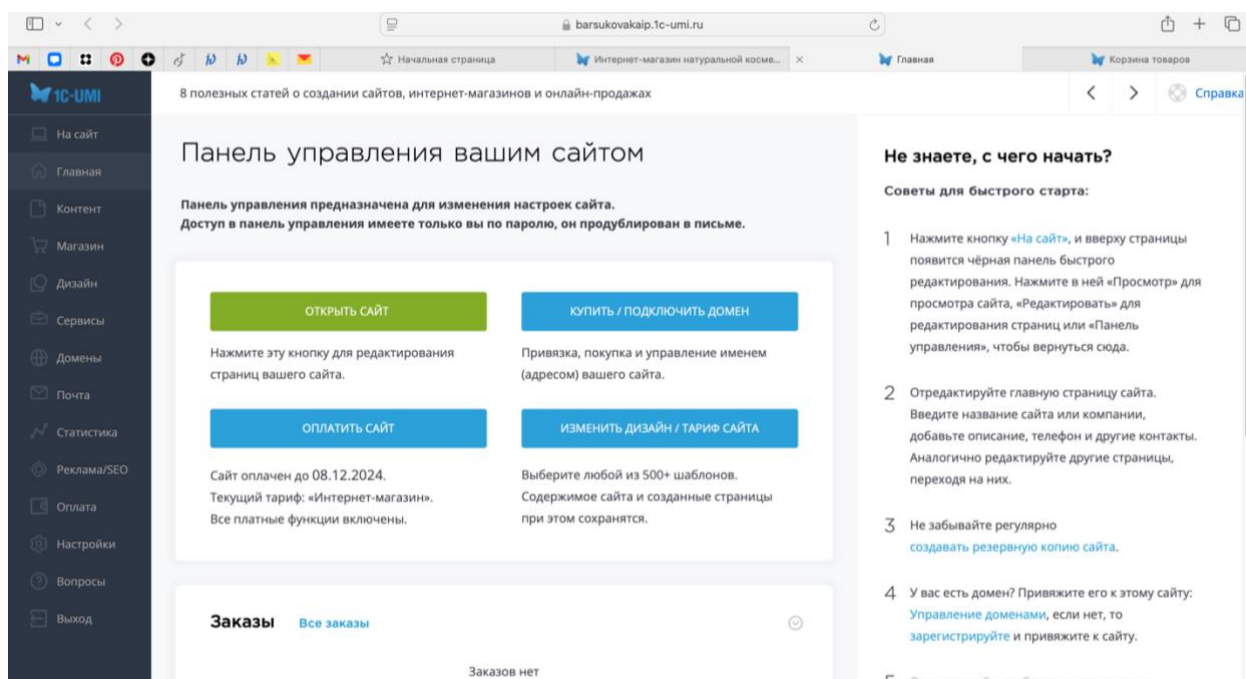 barsukovakaip.1c-umi.ru
Начальная страница
Интернет-магазин натуральной косме...
Главная
Корзина товаров
1C-UMI
8 полезных статей о создании сайтов, интернет-магазинов и онлайн-продажах
Справка
На сайт
Главная
Контент
Магазин
Дизайн
Сервисы
Домены
Почта
Статистика
Реклама/SEO
Оплата
Настройки
Вопросы
Выход
Панель управления вашим сайтом
Панель управления предназначена для изменения настроек сайта.
Доступ в панель управления имеете только вы по паролю, он продублирован в письме.
ОТКРЫТЬ САЙТ
Нажмите эту кнопку для редактирования
страниц вашего сайта.
КУПИТЬ / ПОДКЛЮЧИТЬ ДОМЕН
Привязка, покупка и управление именем
(адресом) вашего сайта.
ОПЛАТИТЬ САЙТ
Сайт оплачен до 08.12.2024.
Текущий тариф: «Интернет-магазин».
Все платные функции включены.
ИЗМЕНИТЬ ДИЗАЙН / ТАРИФ САЙТА
Выберите любой из 500+ шаблонов.
Содержимое сайта и созданные страницы
при этом сохранятся.
Заказы Все заказы
Заказов нет
Не знаете, с чего начать?
Советы для быстрого старта:
1 Нажмите кнопку «На сайт», и вверху страницы
появится чёрная панель быстрого
редактирования. Нажмите в ней «Просмотр» для
просмотра сайта, «Редактировать» для
редактирования страниц или «Панель
управления», чтобы вернуться сюда.
2 Отредактируйте главную страницу сайта.
Введите название сайта или компании,
добавьте описание, телефон и другие контакты.
Аналогично редактируйте другие страницы,
переходя на них.
3 Не забывайте регулярно
создавать резервную копию сайта.
4 У вас есть домен? Привяжите его к этому сайту:
Управление доменами, если нет, то
зарегистрируйте и привяжите к сайту.